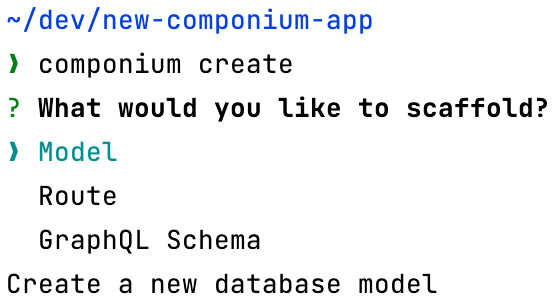 ~/dev/new-componium-app
❯ componium create
? What would you like to scaffold?
❯ Model
Route
GraphQL Schema
Create a new database model